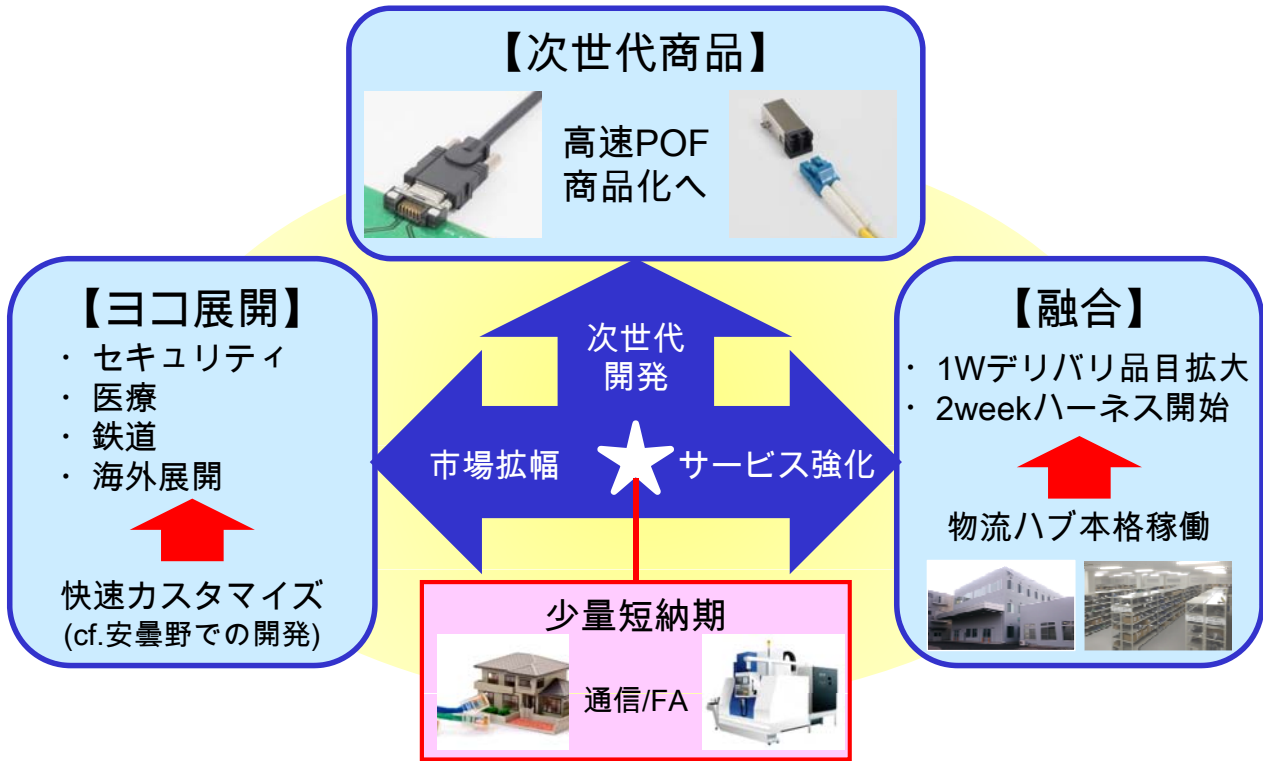 【次世代商品】
高速POF
商品化へ
【ヨコ展開】
・ セキュリティ
・ 医療
・ 鉄道
・ 海外展開
快速カスタマイズ
(cf.安曇野での開発)
次世代
開発
市場拡幅
サービス強化
【融合】
・ 1Wデリバリ品目拡大
・ 2weekハーネス開始
物流ハブ本格稼働
少量短納期
通信/FA